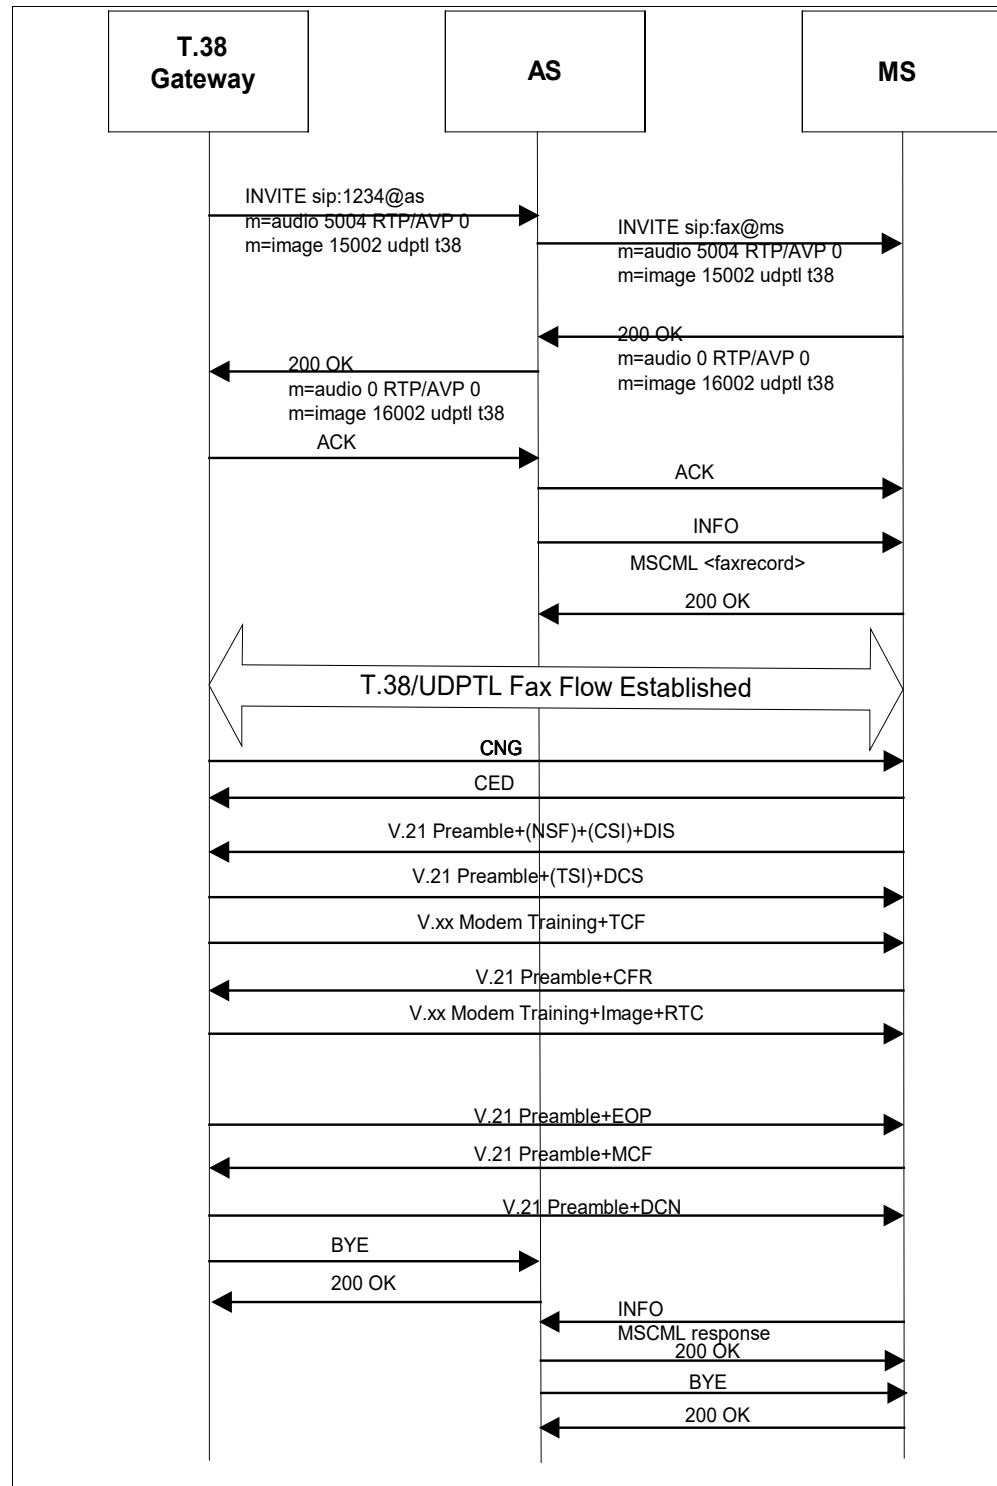 T.38
Gateway
AS
MS
INVITE sip:1234@as
m=audio 5004 RTP/AVP 0
m=image 15002 udptl t38
INVITE sip:fax@ms
m=audio 5004 RTP/AVP 0
m=image 15002 udptl t38
200 OK
m=audio 0 RTP/AVP 0
m=image 16002 udptl t38
200 OK
m=audio 0 RTP/AVP 0
m=image 16002 udptl t38
ACK
ACK
INFO
MSCML <faxrecord>
200 OK
T.38/UDPTL Fax Flow Established
CNG
CED
V.21 Preamble+(NSF)+(CSI)+DIS
V.21 Preamble+(TSI)+DCS
V.xx Modem Training+TCF
V.21 Preamble+CFR
V.xx Modem Training+Image+RTC
V.21 Preamble+EOP
V.21 Preamble+MCF
V.21 Preamble+DCN
BYE
200 OK
INFO
MSCML response
200 OK
BYE
200 OK